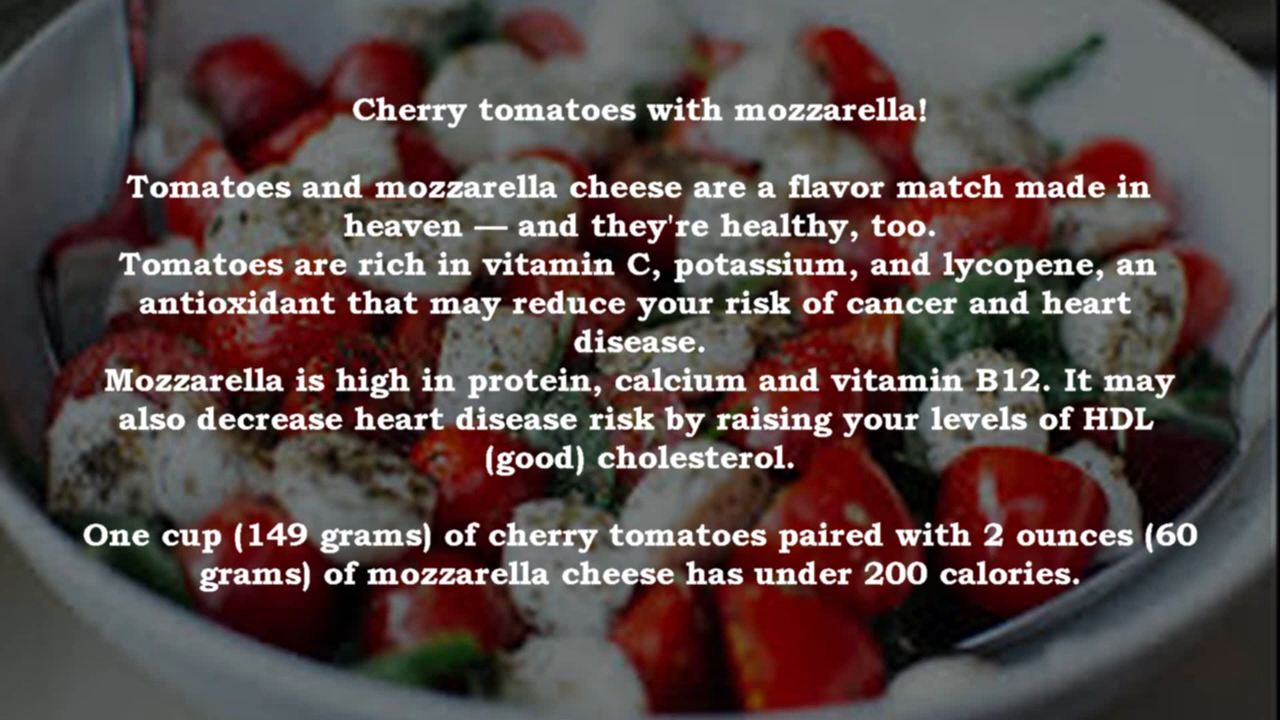 Cherry tomatoes with mozzarella!
Tomatoes and mozzarella cheese are a flavor match made in
heaven — and they're healthy, too.
Tomatoes are rich in vitamin C, potassium, and lycopene, an
antioxidant that may reduce your risk of cancer and heart
disease.
Mozzarella is high in protein, calcium and vitamin B12. It may
also decrease heart disease risk by raising your levels of HDL
(good) cholesterol.
One cup (149 grams) of cherry tomatoes paired with 2 ounces (60
grams) of mozzarella cheese has under 200 calories.